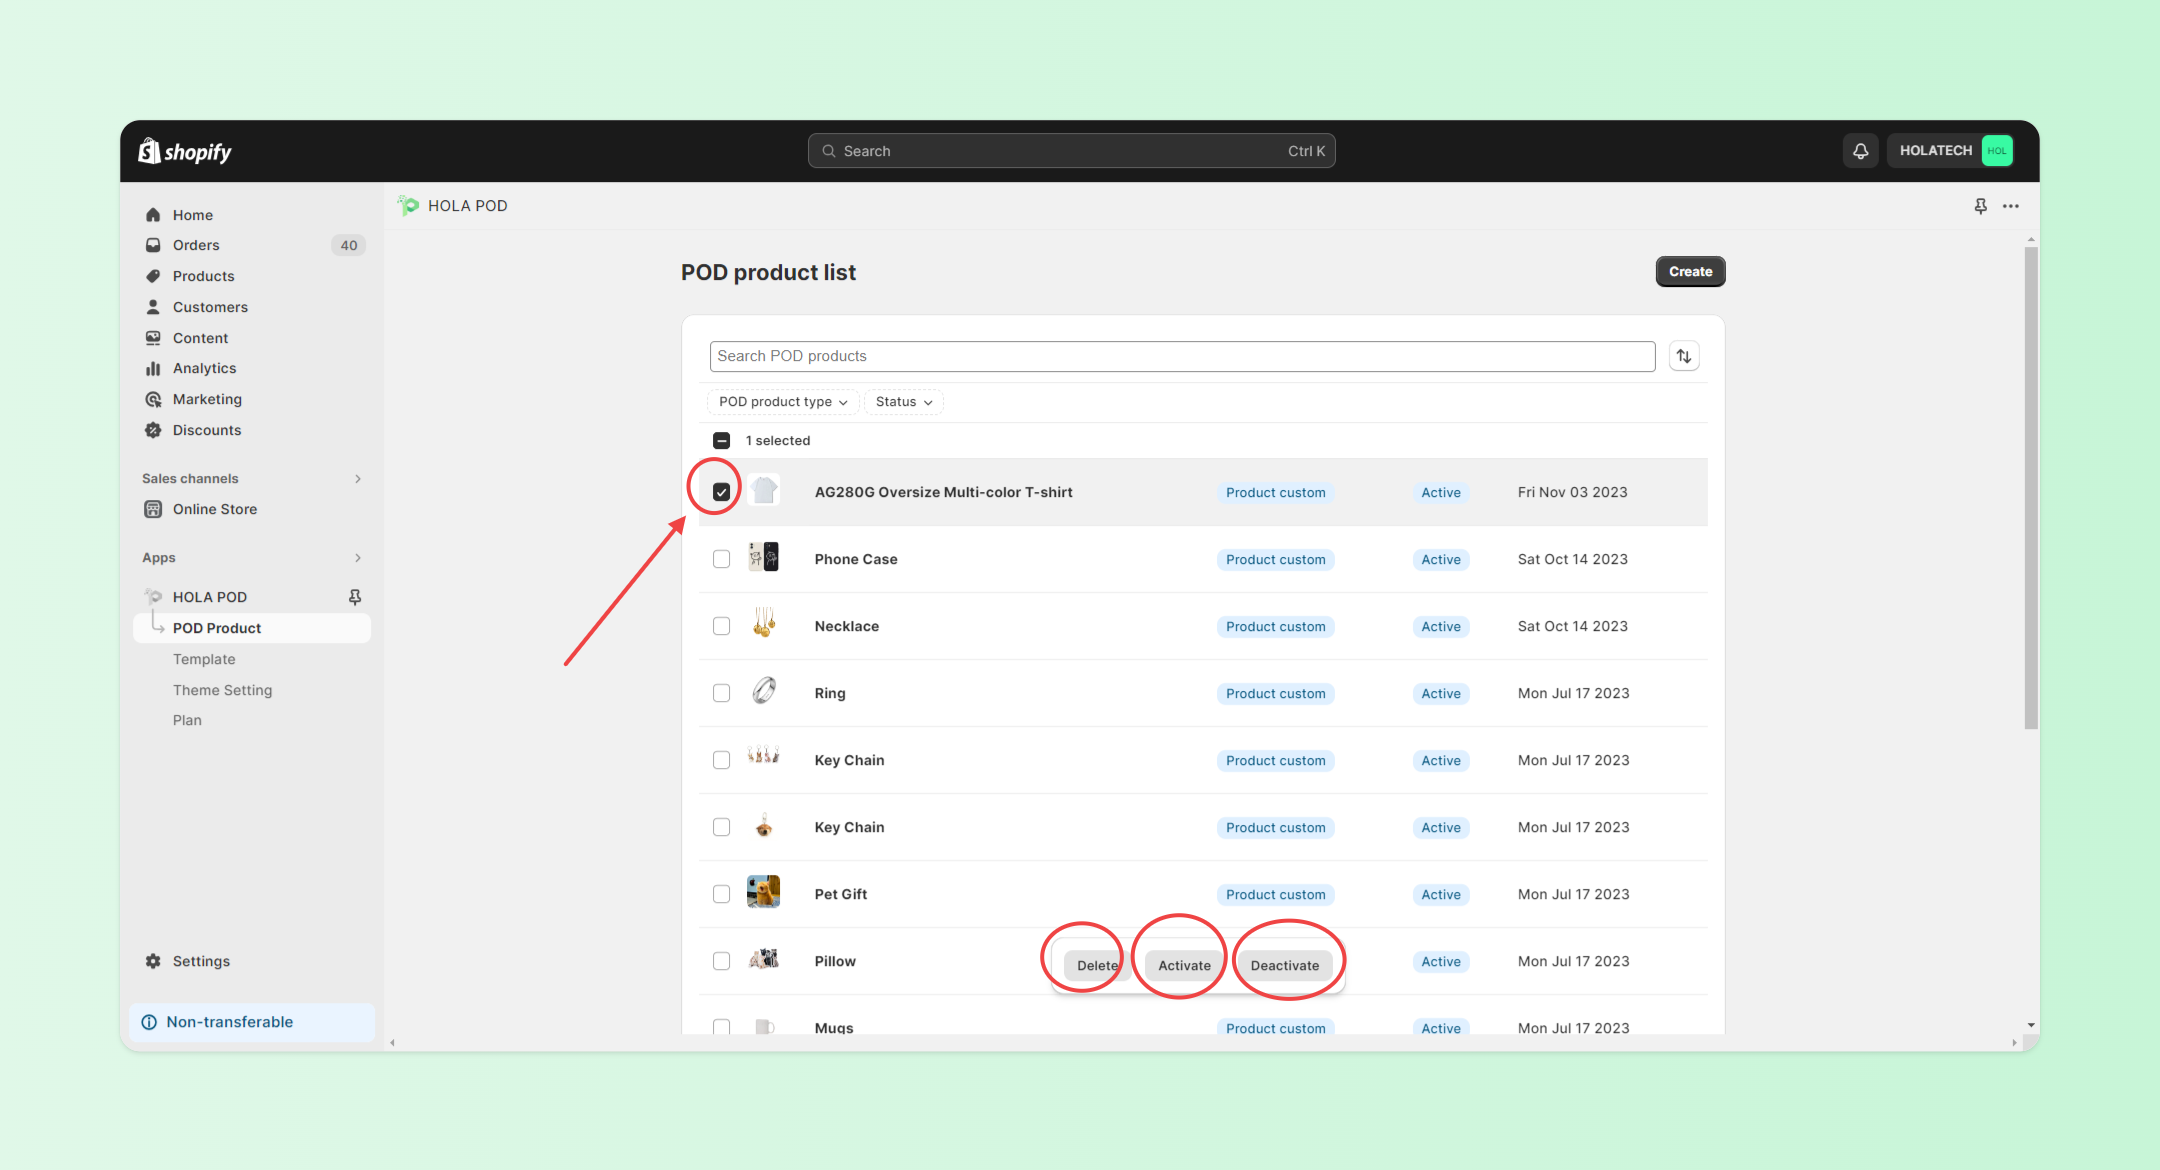 shopify
Search Ctrl K
HOLATECH HOL
Home
Orders 40
Products
Customers
Content
Analytics
Marketing
Discounts
Sales channels
Online Store
Apps
HOLA POD
POD Product
Template
Theme Setting
Plan
Settings
Non-transferable
HOLA POD
POD product list Create
Search POD products
POD product type Status
1 selected
AG280G Oversize Multi-color T-shirt Product custom Active Fri Nov 03 2023
Phone Case Product custom Active Sat Oct 14 2023
Necklace Product custom Active Sat Oct 14 2023
Ring Product custom Active Mon Jul 17 2023
Key Chain Product custom Active Mon Jul 17 2023
Key Chain Product custom Active Mon Jul 17 2023
Pet Gift Product custom Active Mon Jul 17 2023
Pillow Active Mon Jul 17 2023
Delete Activate Deactivate
Mugs Product custom Active Mon Jul 17 2023